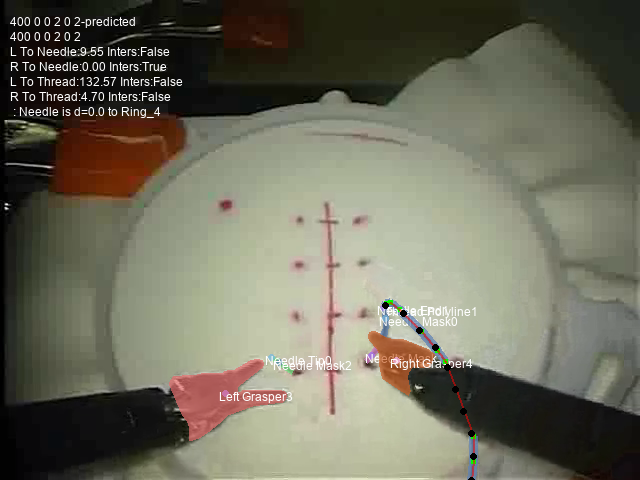 400 0 0 2 0 2-predicted
400 0 0 2 0 2
L To Needle:9.55 Inters:False
R To Needle:0.00 Inters:True
L To Thread:132.57 Inters:False
R To Thread:4.70 Inters:False
: Needle is d=0.0 to Ring_4
Needle Mask0
Needle Tip0
Needle Mask2
Right Grasper4
Left Grasper3